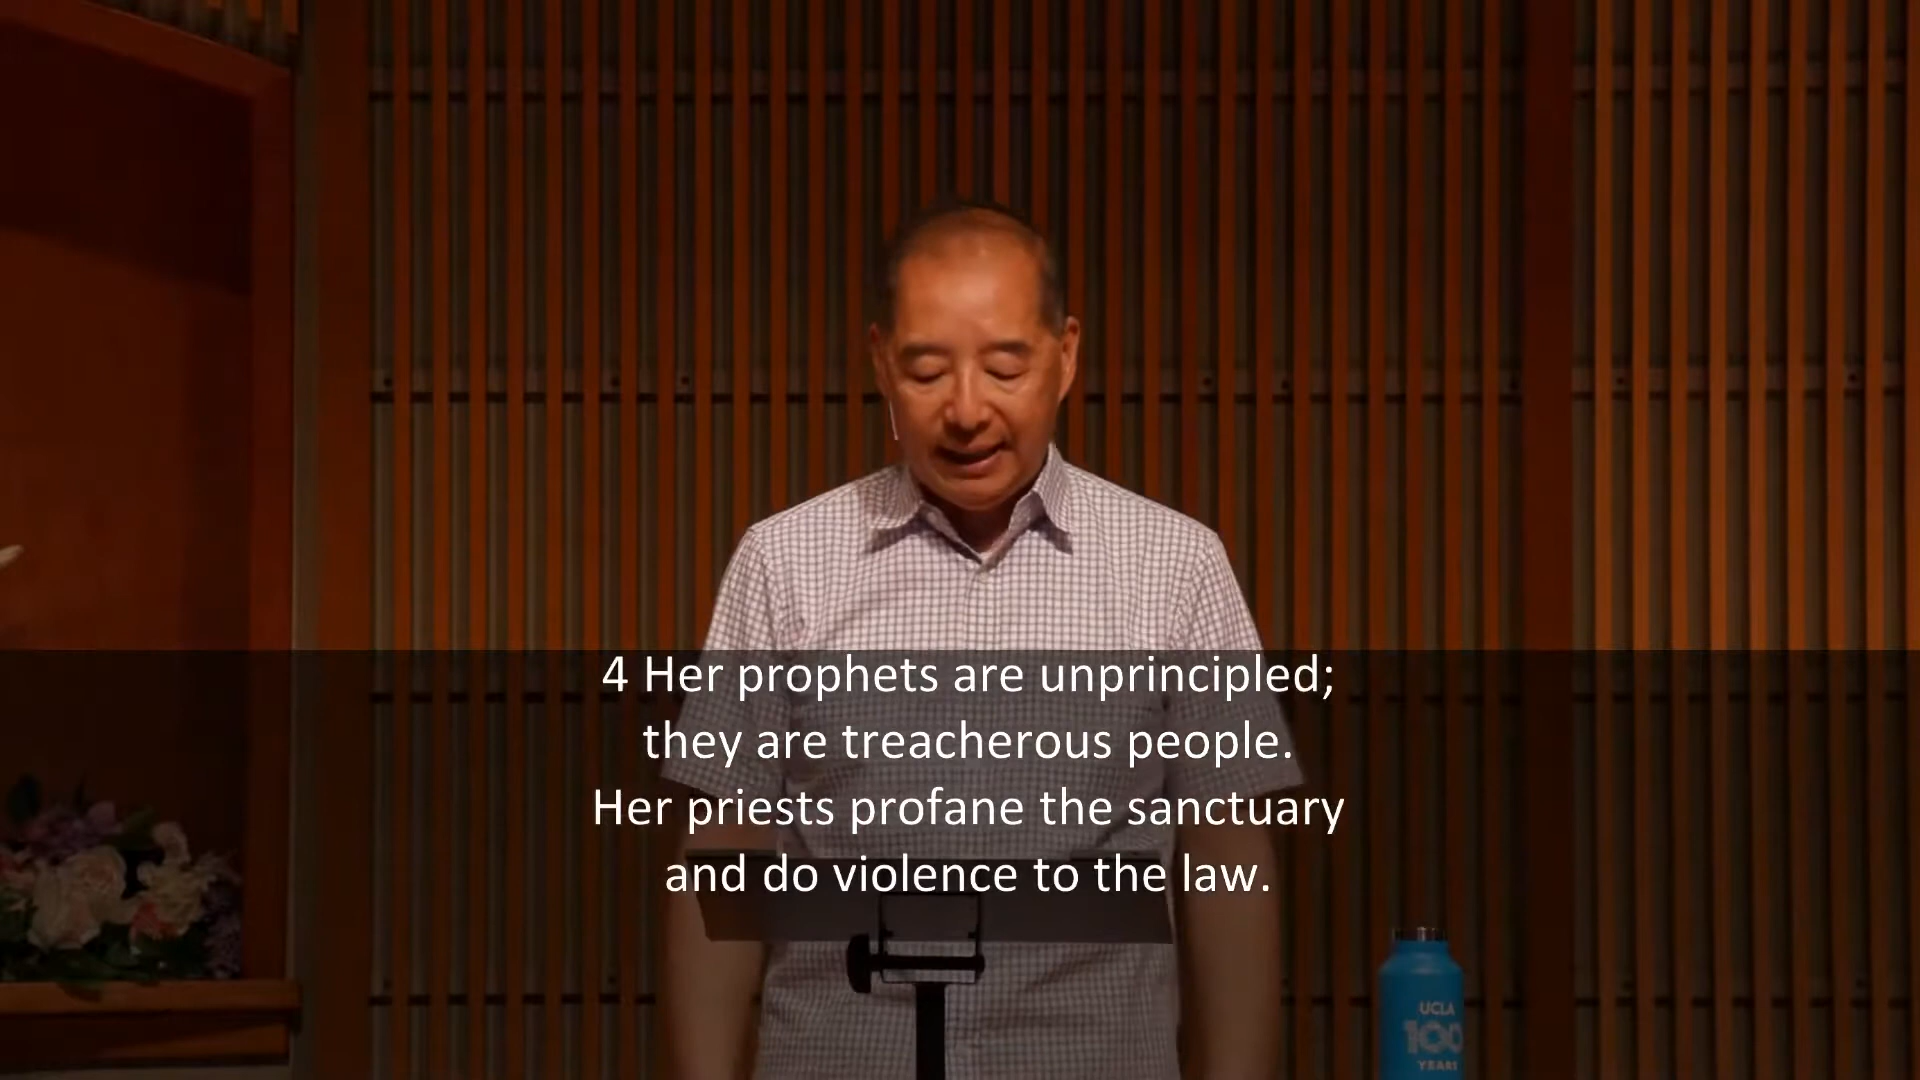 4 Her prophets are unprincipled;
they are treacherous people.
Her priests profane the sanctuary
and do violence to the law.
UCLA
100
YEARS